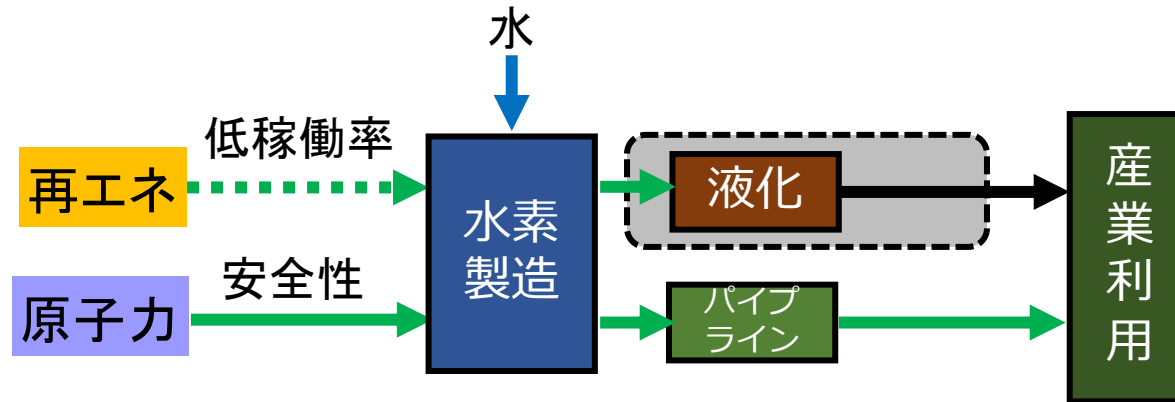 水
低稼働率
再エネ
安全性
原子力
水素
製造
液化
パイプ
ライン
産業利用